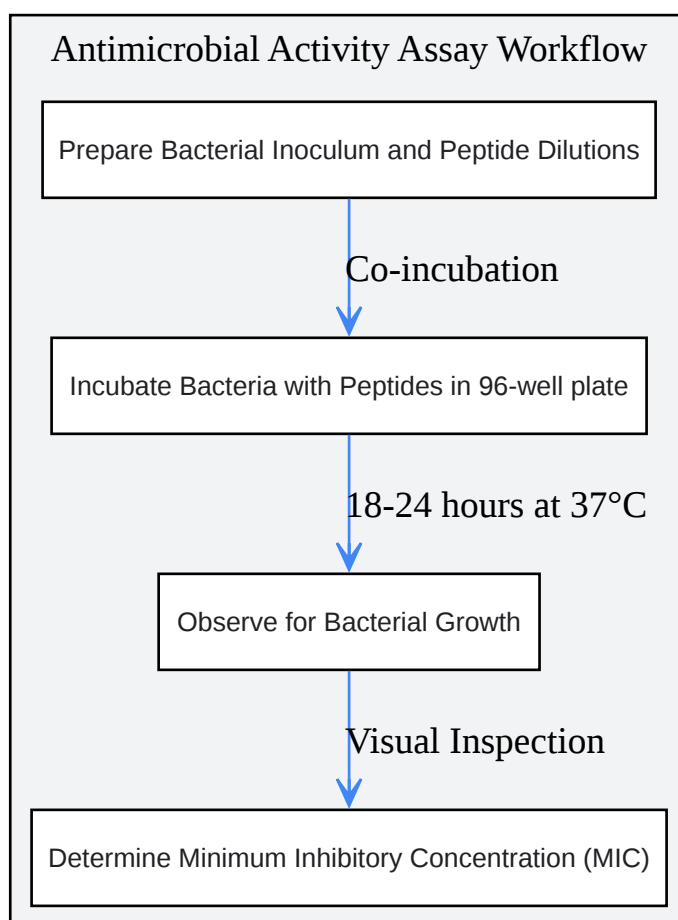 Antimicrobial Activity Assay Workflow
Prepare Bacterial Inoculum and Peptide Dilutions
Co-incubation
Incubate Bacteria with Peptides in 96-well plate
18-24 hours at 37°C
Observe for Bacterial Growth
Visual Inspection
Determine Minimum Inhibitory Concentration (MIC)